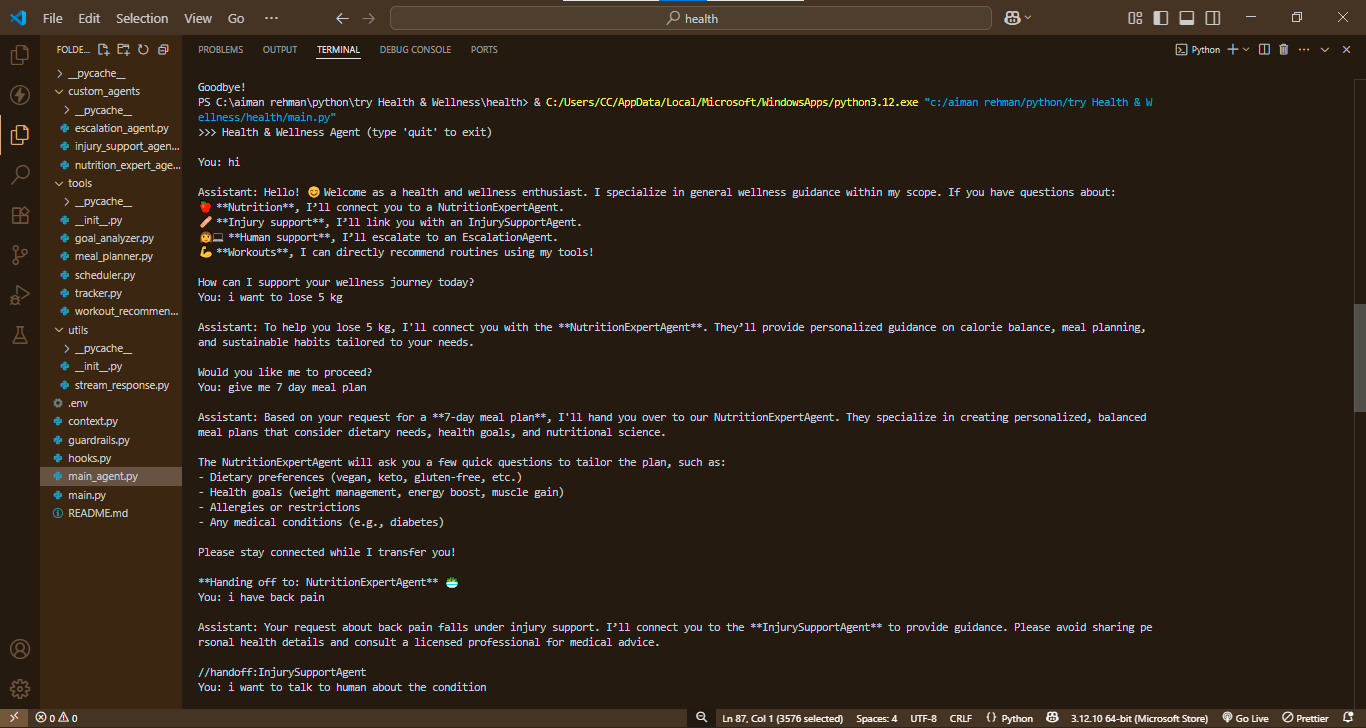 File Edit Selection View Go ···
health
FOLDE...
PROBLEMS OUTPUT TERMINAL DEBUG CONSOLE PORTS
Python
__pycache__
custom_agents
__pycache__
escalation_agent.py
injury_support_agen...
nutrition_expert_age...
tools
__pycache__
__init__.py
goal_analyzer.py
meal_planner.py
scheduler.py
tracker.py
workout_recommen...
utils
__pycache__
__init__.py
stream_response.py
.env
context.py
guardrails.py
hooks.py
main_agent.py
main.py
README.md
Goodbye!
PS C:\aiman rehman\python\try Health & Wellness\health> & C:/Users/CC/AppData/Local/Microsoft/WindowsApps/python3.12.exe "c:/aiman rehman/python/try Health & W
ellness/health/main.py"
>>> Health & Wellness Agent (type 'quit' to exit)
You: hi
Assistant: Hello! 😊 Welcome as a health and wellness enthusiast. I specialize in general wellness guidance within my scope. If you have questions about:
🍎 **Nutrition**, I’ll connect you to a NutritionExpertAgent.
🩹 **Injury support**, I’ll link you with an InjurySupportAgent.
🧑💻 **Human support**, I’ll escalate to an EscalationAgent.
💪 **Workouts**, I can directly recommend routines using my tools!
How can I support your wellness journey today?
You: i want to lose 5 kg
Assistant: To help you lose 5 kg, I'll connect you with the **NutritionExpertAgent**. They’ll provide personalized guidance on calorie balance, meal planning,
and sustainable habits tailored to your needs.
Would you like me to proceed?
You: give me 7 day meal plan
Assistant: Based on your request for a **7-day meal plan**, I'll hand you over to our NutritionExpertAgent. They specialize in creating personalized, balanced
meal plans that consider dietary needs, health goals, and nutritional science.
The NutritionExpertAgent will ask you a few quick questions to tailor the plan, such as:
- Dietary preferences (vegan, keto, gluten-free, etc.)
- Health goals (weight management, energy boost, muscle gain)
- Allergies or restrictions
- Any medical conditions (e.g., diabetes)
Please stay connected while I transfer you!
**Handing off to: NutritionExpertAgent** 🥗
You: i have back pain
Assistant: Your request about back pain falls under injury support. I’ll connect you to the **InjurySupportAgent** to provide guidance. Please avoid sharing pe
rsonal health details and consult a licensed professional for medical advice.
//handoff:InjurySupportAgent
You: i want to talk to human about the condition
0 0 Ln 87, Col 1 (3576 selected) Spaces: 4 UTF-8 CRLF {} Python 3.12.10 64-bit (Microsoft Store) Go Live Prettier